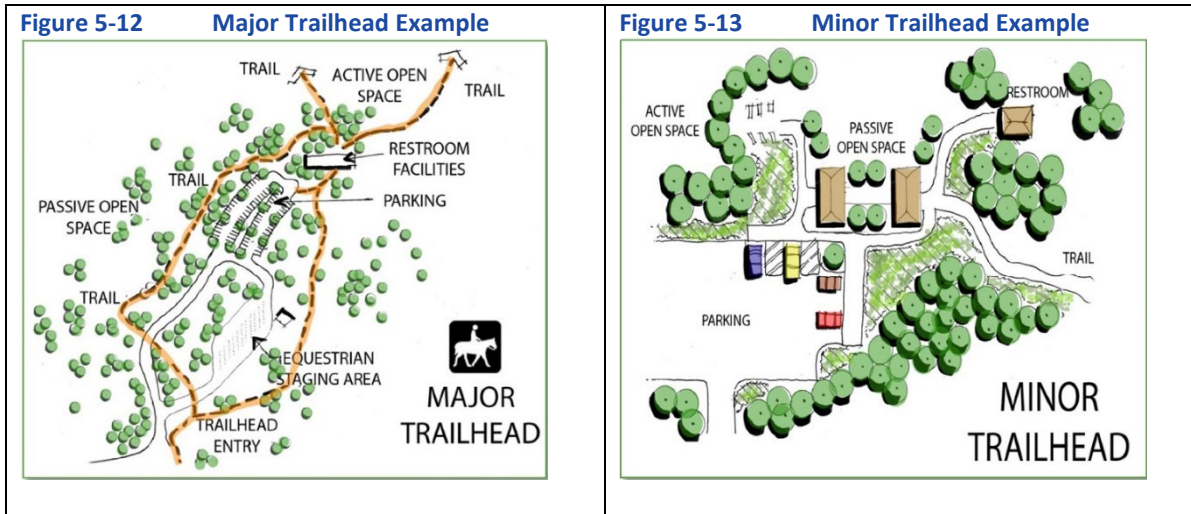 Figure 5-12 Major Trailhead Example
TRAIL
ACTIVE OPEN
SPACE
TRAIL
RESTROOM
FACILITIES
TRAIL
PARKING
PASSIVE OPEN
SPACE
TRAIL
EQUESTRIAN
STAGING AREA
TRAILHEAD
ENTRY
MAJOR
TRAILHEAD
Figure 5-13 Minor Trailhead Example
RESTROOM
ACTIVE
OPEN SPACE
PASSIVE
OPEN SPACE
TRAIL
PARKING
MINOR
TRAILHEAD